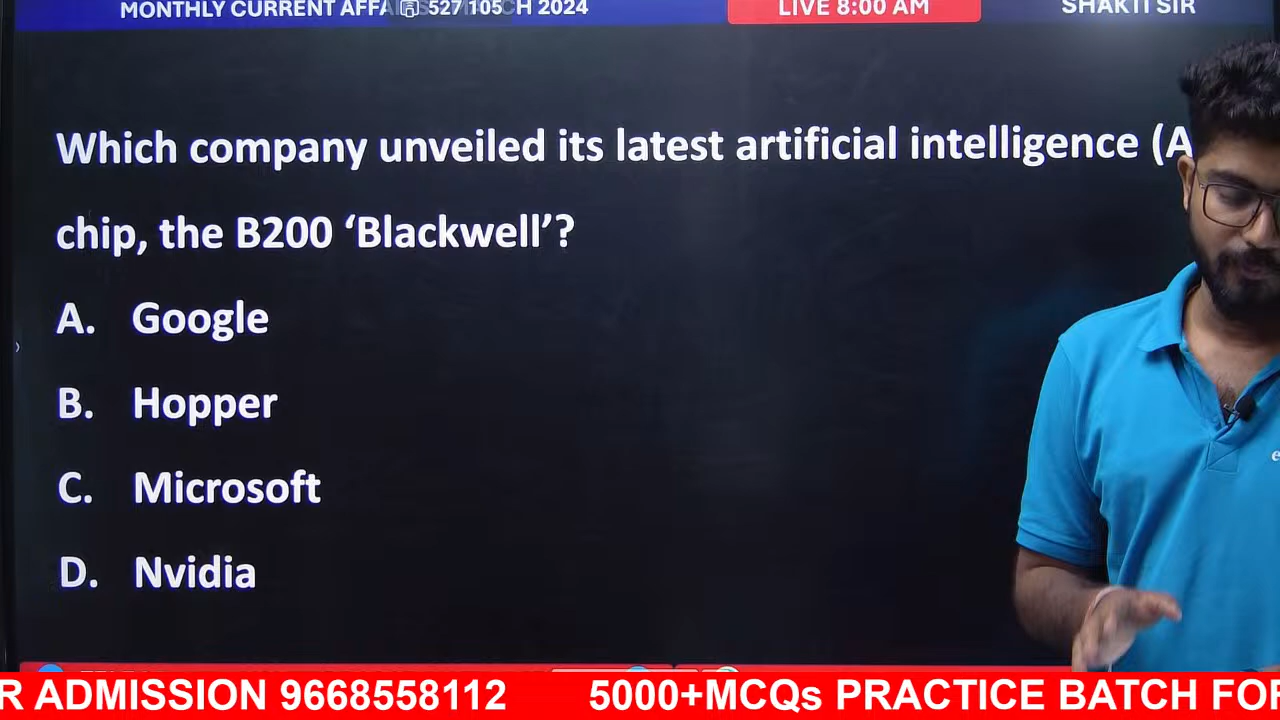 MONTHLY CURRENT AFFA 527 105 CH 2024
LIVE 8:00 AM
SHAKTI SIR
Which company unveiled its latest artificial intelligence (A
chip, the B200 ‘Blackwell’?
A. Google
B. Hopper
C. Microsoft
D. Nvidia
R ADMISSION 9668558112 5000+MCQs PRACTICE BATCH FOR